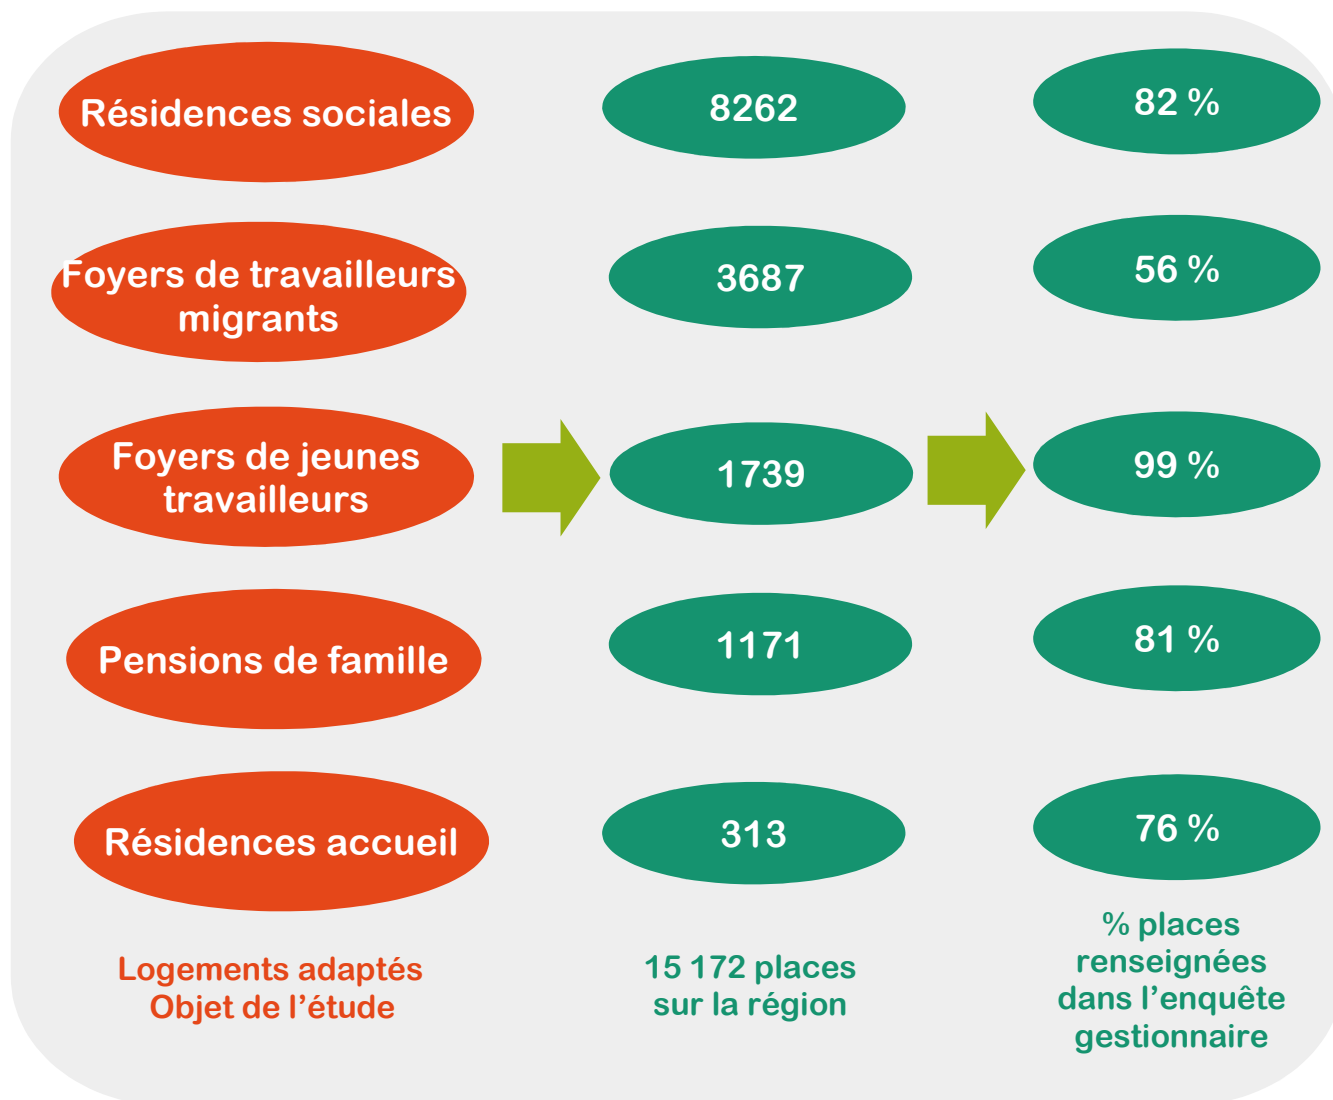 Résidences sociales
8262
82 %
Foyers de travailleurs
migrants
3687
56 %
Foyers de jeunes
travailleurs
1739
99 %
Pensions de famille
1171
81 %
Résidences accueil
313
76 %
Logements adaptés
Objet de l’étude
15 172 places
sur la région
% places
renseignées
dans l’enquête
gestionnaire